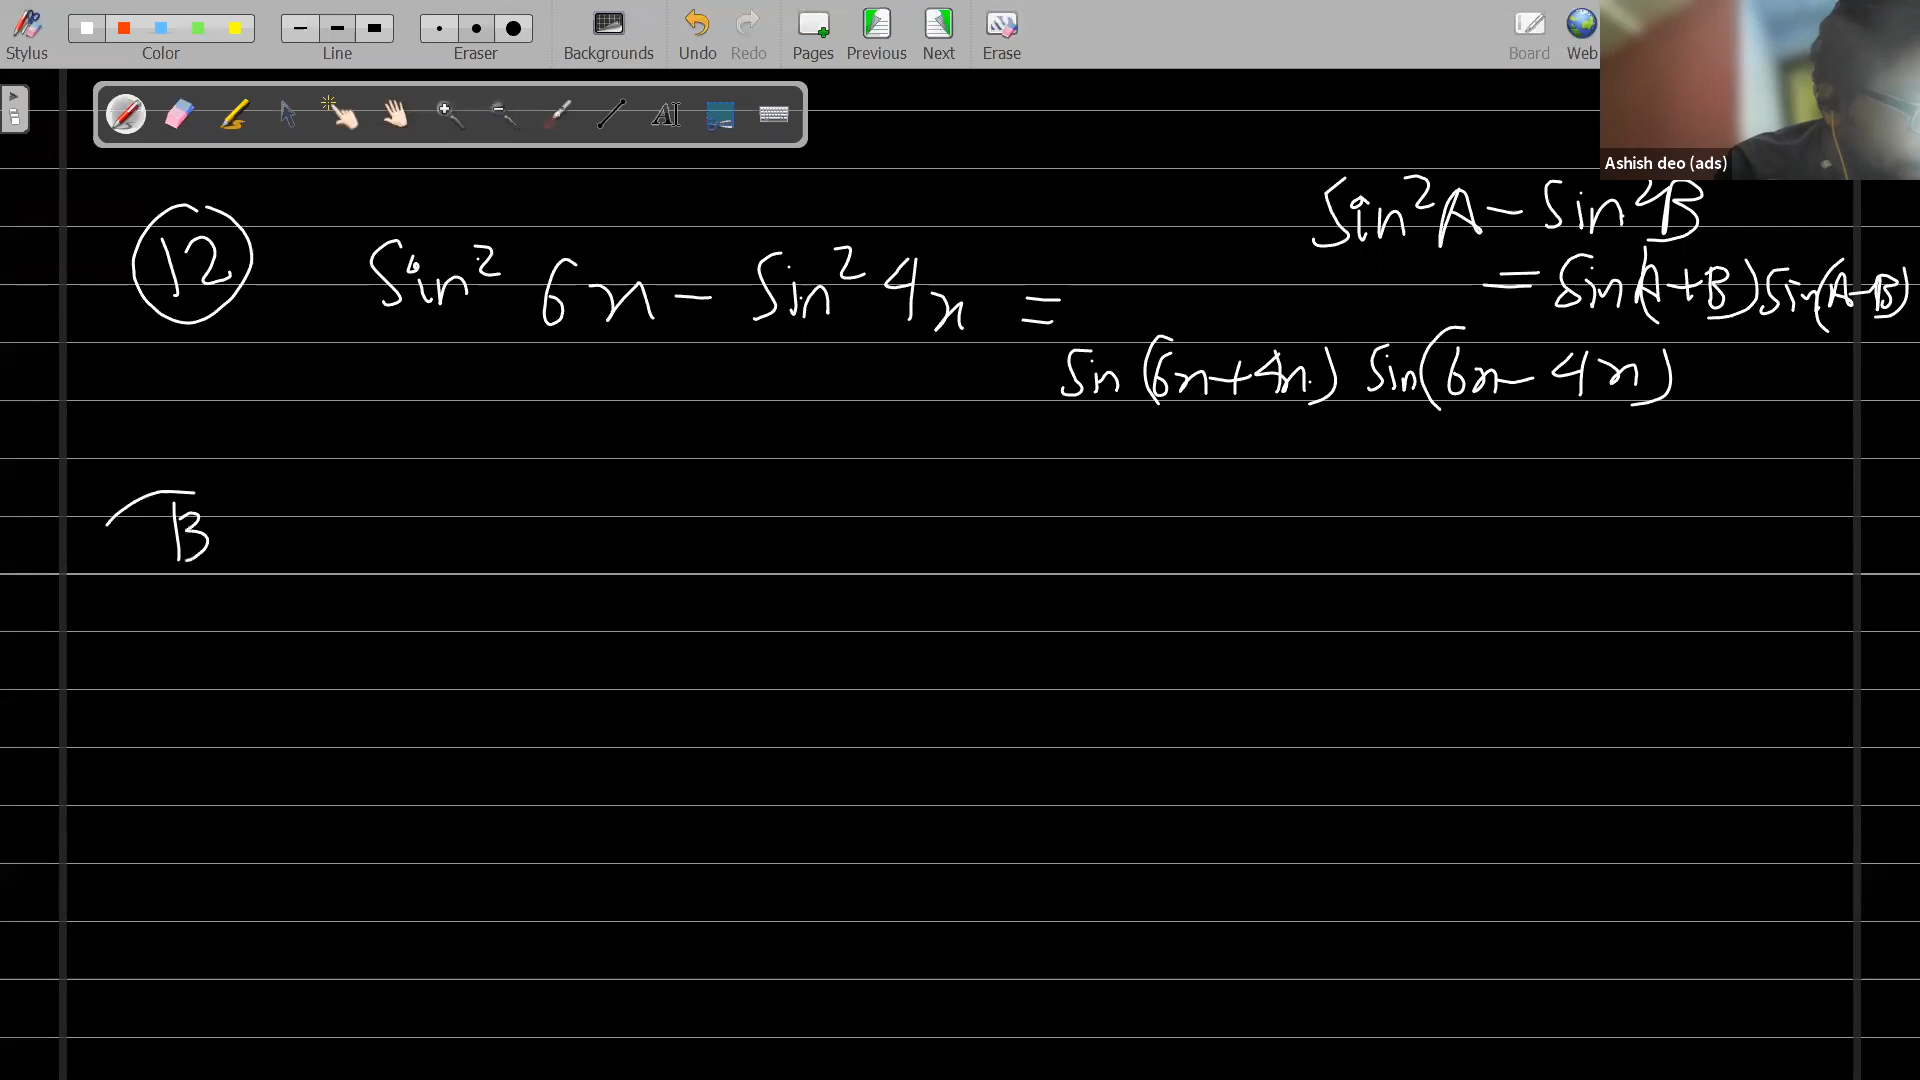 Stylus Color Line Eraser Backgrounds Undo Redo Pages Previous Next Erase Board Web
Ashish deo (ads)
Sin²A - Sin²B
= Sin(A+B) Sin(A-B)
12 Sin² 6x - Sin² 4x =
Sin (6x+4x) Sin(6x - 4x)
13